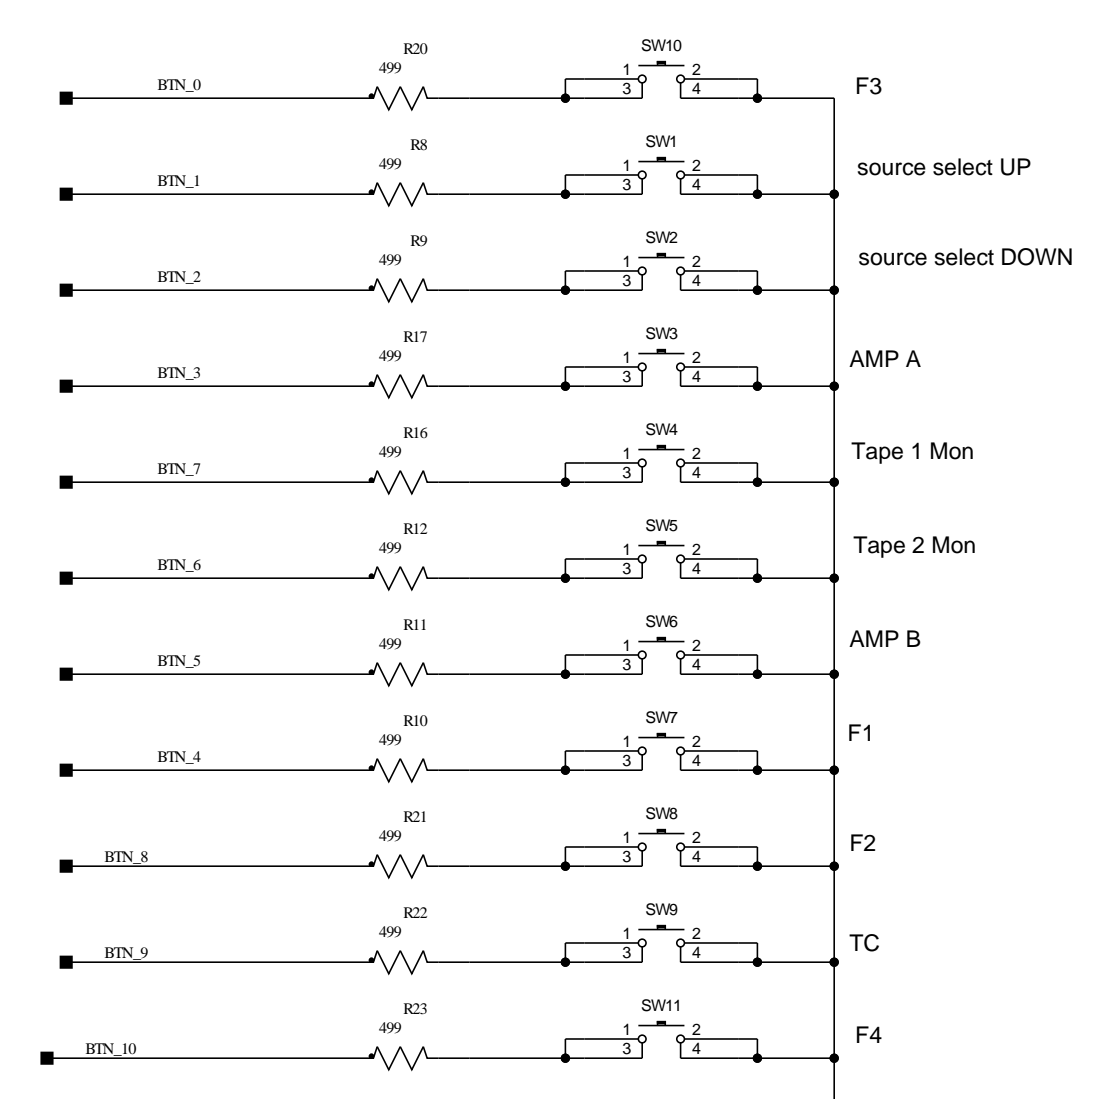 R20 SW10
499 1 2
BTN_0 3 4 F3
R8 SW1
499 1 2 source select UP
BTN_1 3 4
R9 SW2
499 1 2 source select DOWN
BTN_2 3 4
R17 SW3
499 1 2 AMP A
BTN_3 3 4
R16 SW4
499 1 2 Tape 1 Mon
BTN_7 3 4
R12 SW5
499 1 2 Tape 2 Mon
BTN_6 3 4
R11 SW6
499 1 2 AMP B
BTN_5 3 4
R10 SW7
499 1 2 F1
BTN_4 3 4
R21 SW8
499 1 2 F2
BTN_8 3 4
R22 SW9
499 1 2 TC
BTN_9 3 4
R23 SW11
499 1 2 F4
BTN_10 3 4